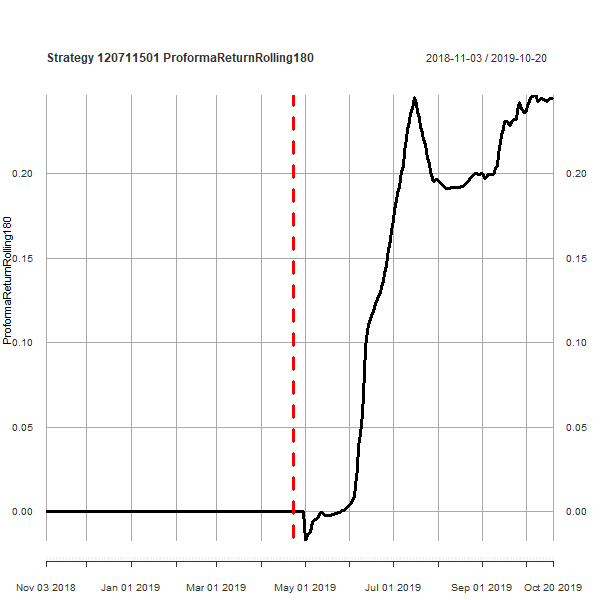 Strategy 120711501 ProformaReturnRolling180
2018-11-03 / 2019-10-20
ProformaReturnRolling180
0.20
0.15
0.10
0.05
0.00
0.20
0.15
0.10
0.05
0.00
Nov 03 2018
Jan 01 2019
Mar 01 2019
May 01 2019
Jul 01 2019
Sep 01 2019
Oct 20 2019